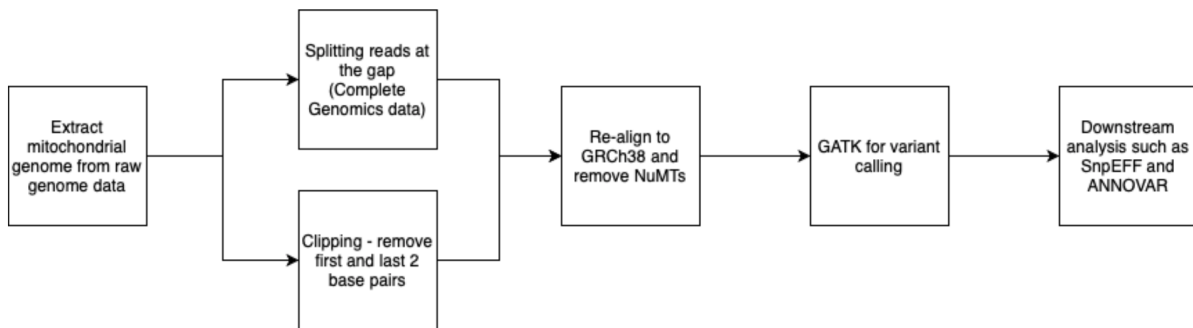 Extract
mitochondrial
genome from raw
genome data
Splitting reads at
the gap
(Complete
Genomics data)
Clipping - remove
first and last 2
base pairs
Re-align to
GRCh38 and
remove NuMTs
GATK for variant
calling
Downstream
analysis such as
SnpEFF and
ANNOVAR